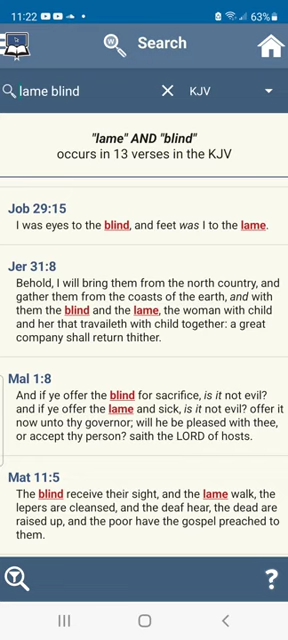 11:22
63%
Search
lame blind
KJV
"lame" AND "blind"
occurs in 13 verses in the KJV
Job 29:15
I was eyes to the blind, and feet was I to the lame.
Jer 31:8
Behold, I will bring them from the north country, and
gather them from the coasts of the earth, and with
them the blind and the lame, the woman with child
and her that travaileth with child together: a great
company shall return thither.
Mal 1:8
And if ye offer the blind for sacrifice, is it not evil?
and if ye offer the lame and sick, is it not evil? offer it
now unto thy governor; will he be pleased with thee,
or accept thy person? saith the LORD of hosts.
Mat 11:5
The blind receive their sight, and the lame walk, the
lepers are cleansed, and the deaf hear, the dead are
raised up, and the poor have the gospel preached to
them.
?